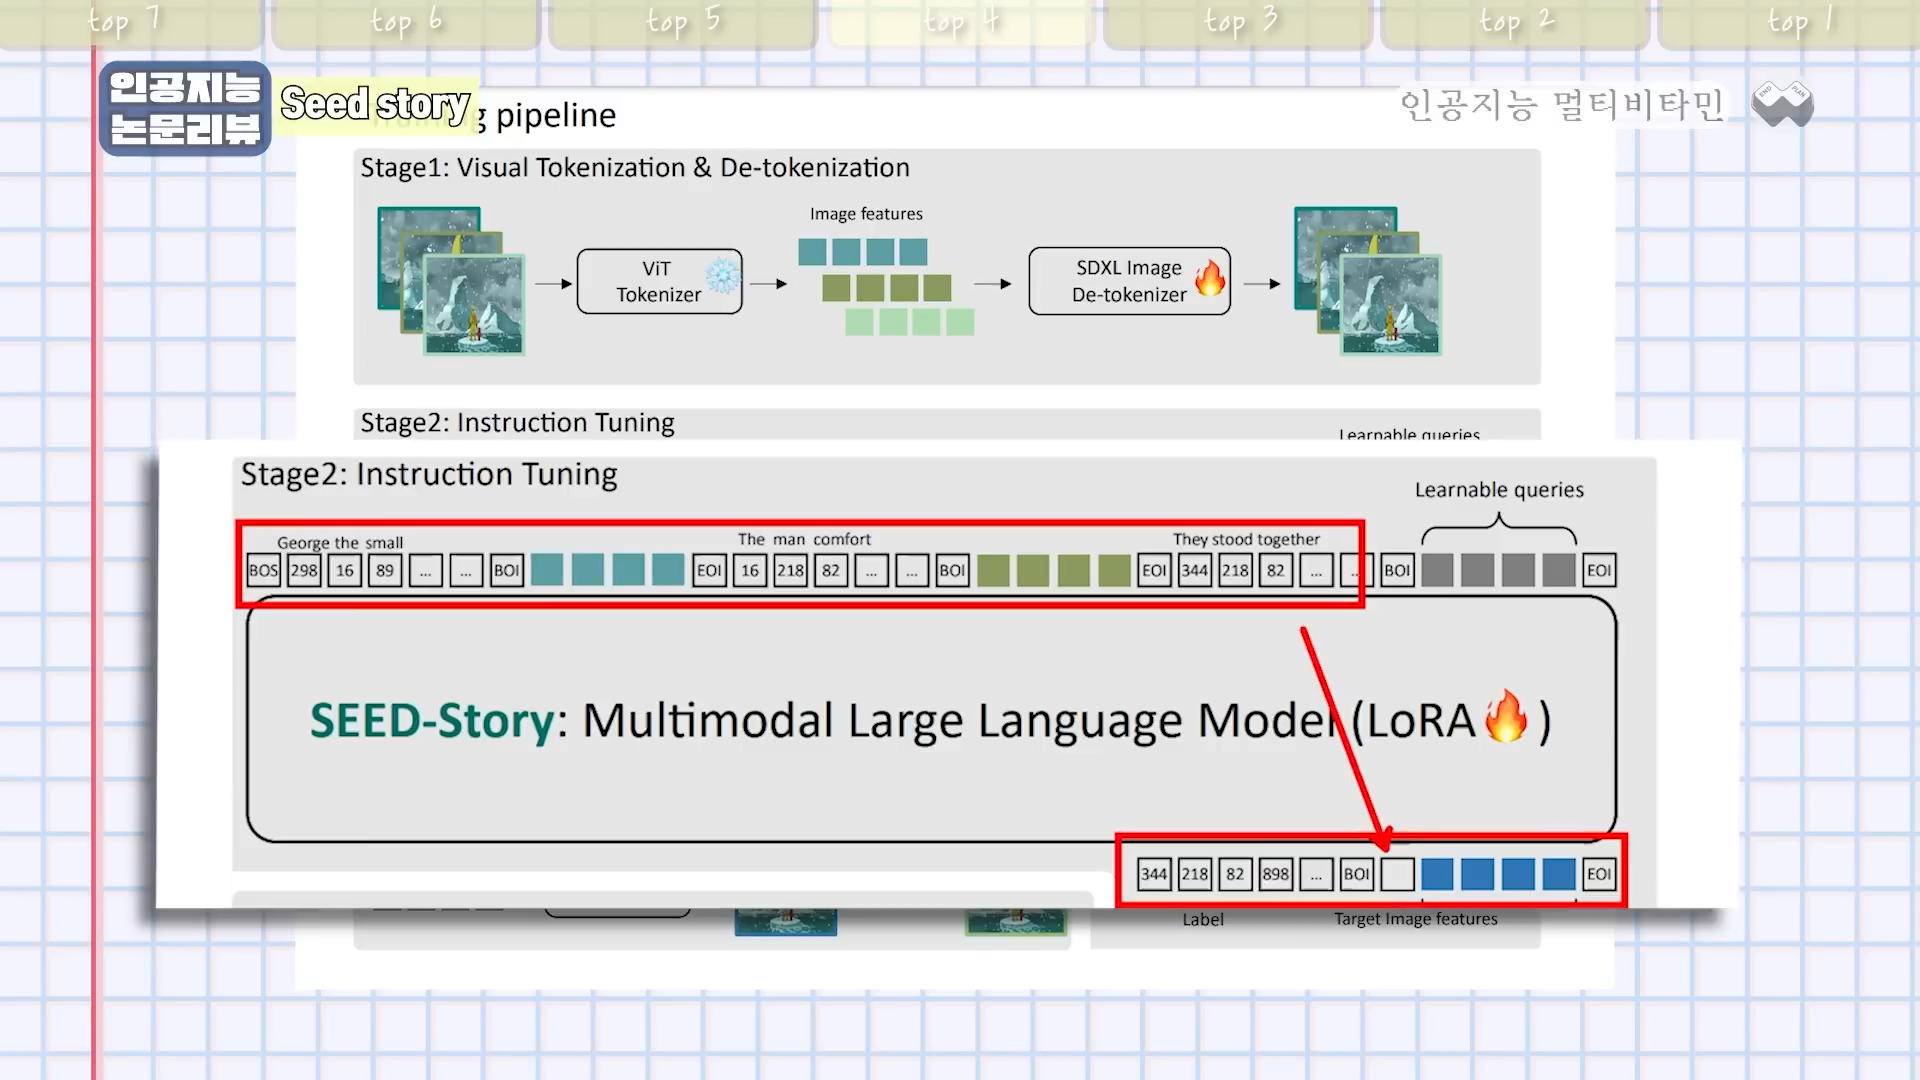 top 7 top 6 top 5 top 4 top 3 top 2 top 1
인공지능
논문리뷰
Seed story
pipeline
인공지능 멀티비타민
END PLAN
Stage1: Visual Tokenization & De-tokenization
Image features
ViT
Tokenizer
SDXL Image
De-tokenizer
Stage2: Instruction Tuning
Learnable queries
Stage2: Instruction Tuning
Learnable queries
George the small The man comfort They stood together
BOS 298 16 89 ... ... BOI EOI 16 218 82 ... ... BOI EOI 344 218 82 ... ... BOI EOI
SEED-Story: Multimodal Large Language Model (LoRA🔥)
344 218 82 898 ... BOI EOI
Label Target Image features